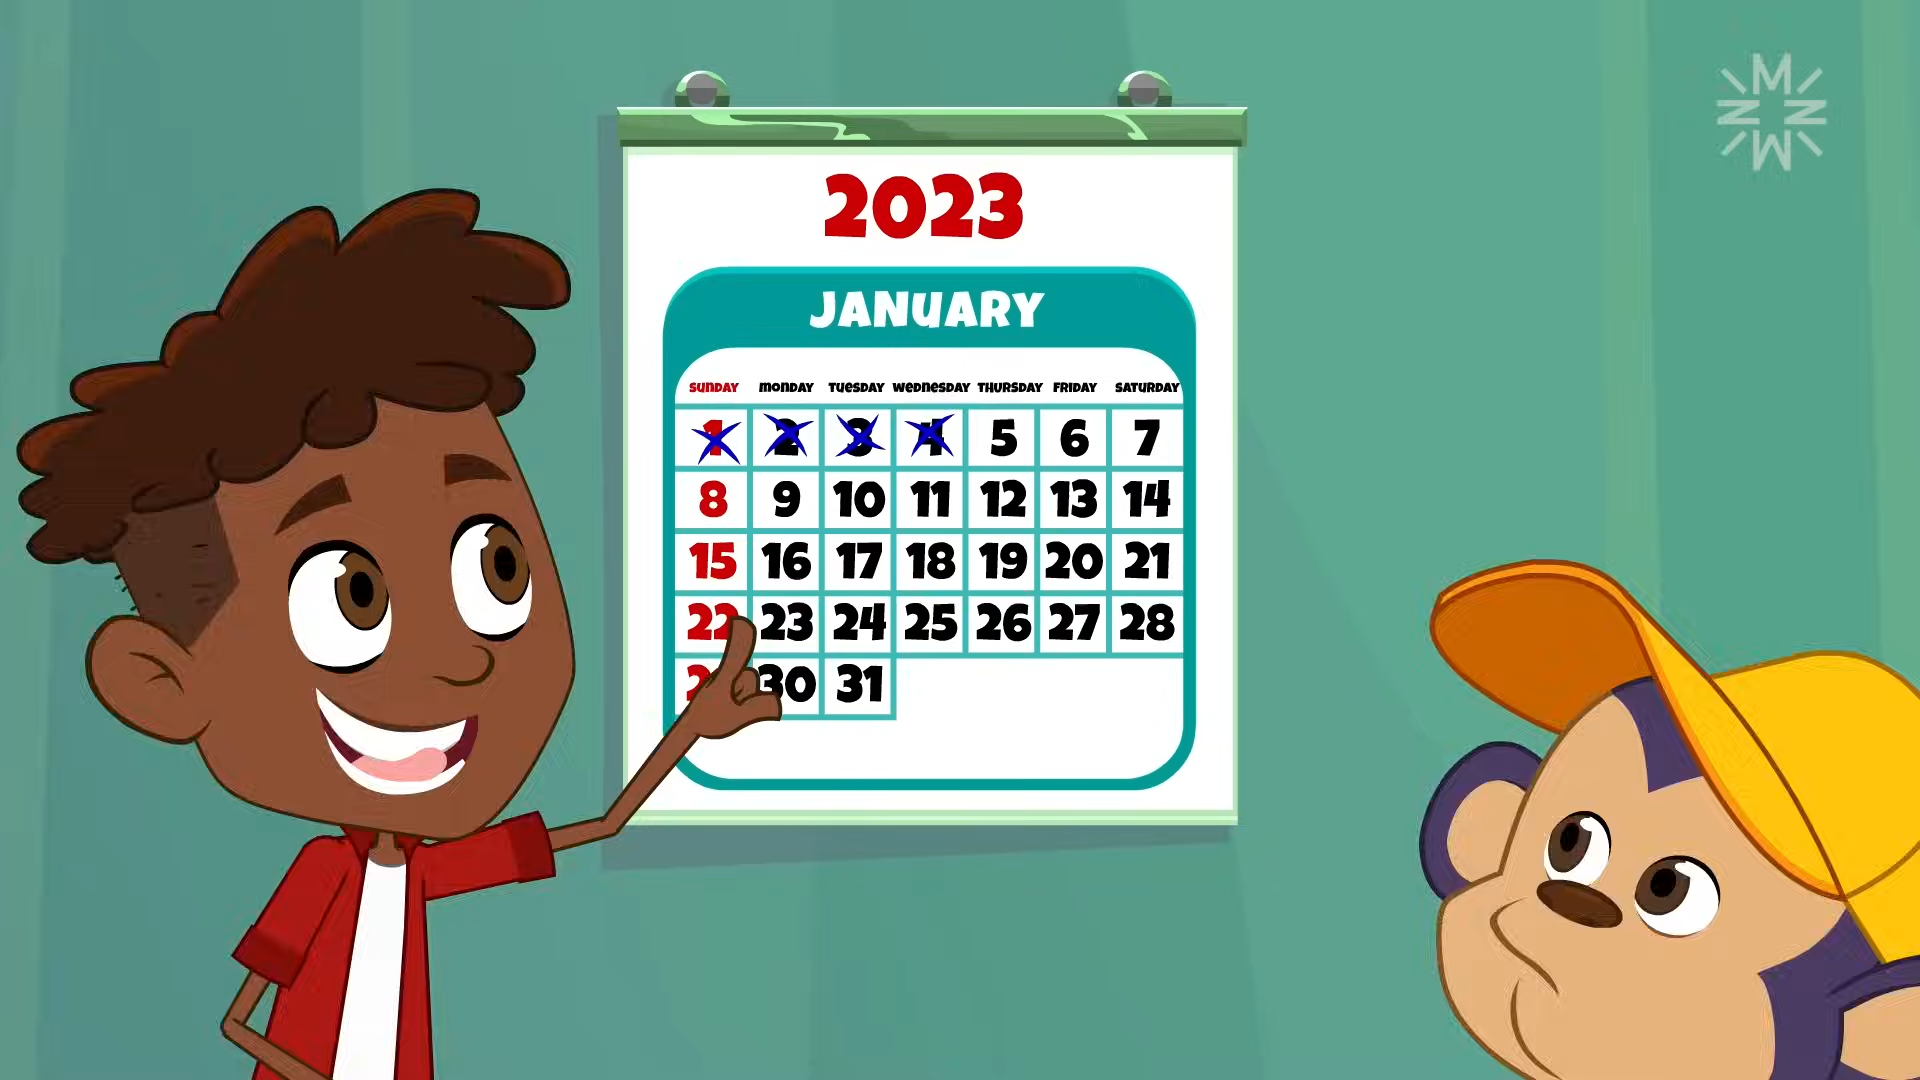 2023
JANUARY
SUNDAY MONDAY TUESDAY WEDNESDAY THURSDAY FRIDAY SATURDAY
1 2 3 4 5 6 7
8 9 10 11 12 13 14
15 16 17 18 19 20 21
22 23 24 25 26 27 28
30 31